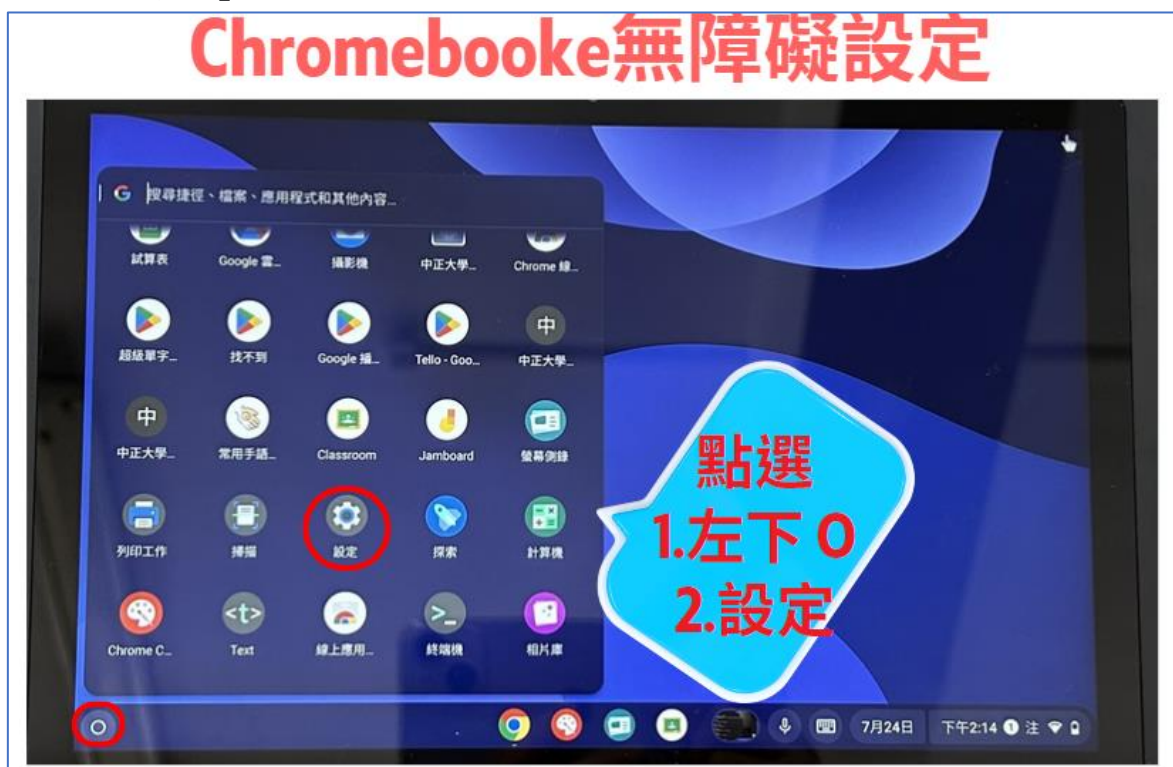 Chromebooke無障礙設定
G 搜尋捷徑、檔案、應用程式和其他內容...
試算表 Google 雲... 攝影機 中正大學... Chrome 線...
超級單字... 找不到 Google 播... Tello - Goo... 中
中正大學...
中
中正大學... 常用手語... Classroom Jamboard 螢幕側錄
列印工作 掃描 設定 探索 計算機
<t> >_
Chrome C... Text 線上應用... 終端機 相片庫
點選
1.左下 O
2.設定
7月24日 下午2:14 1 注